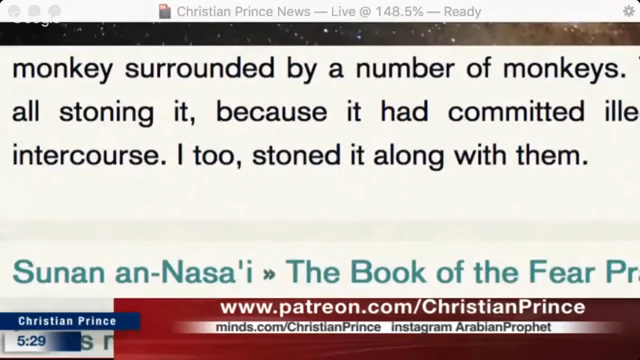 Christian Prince News — Live @ 148.5% — Ready
monkey surrounded by a number of monkeys.
all stoning it, because it had committed ille
intercourse. I too, stoned it along with them.
Sunan an-Nasa'i » The Book of the Fear Pra
www.patreon.com/ChristianPrince
Christian Prince
minds.com/ChristianPrince instagram ArabianProphet
5:29